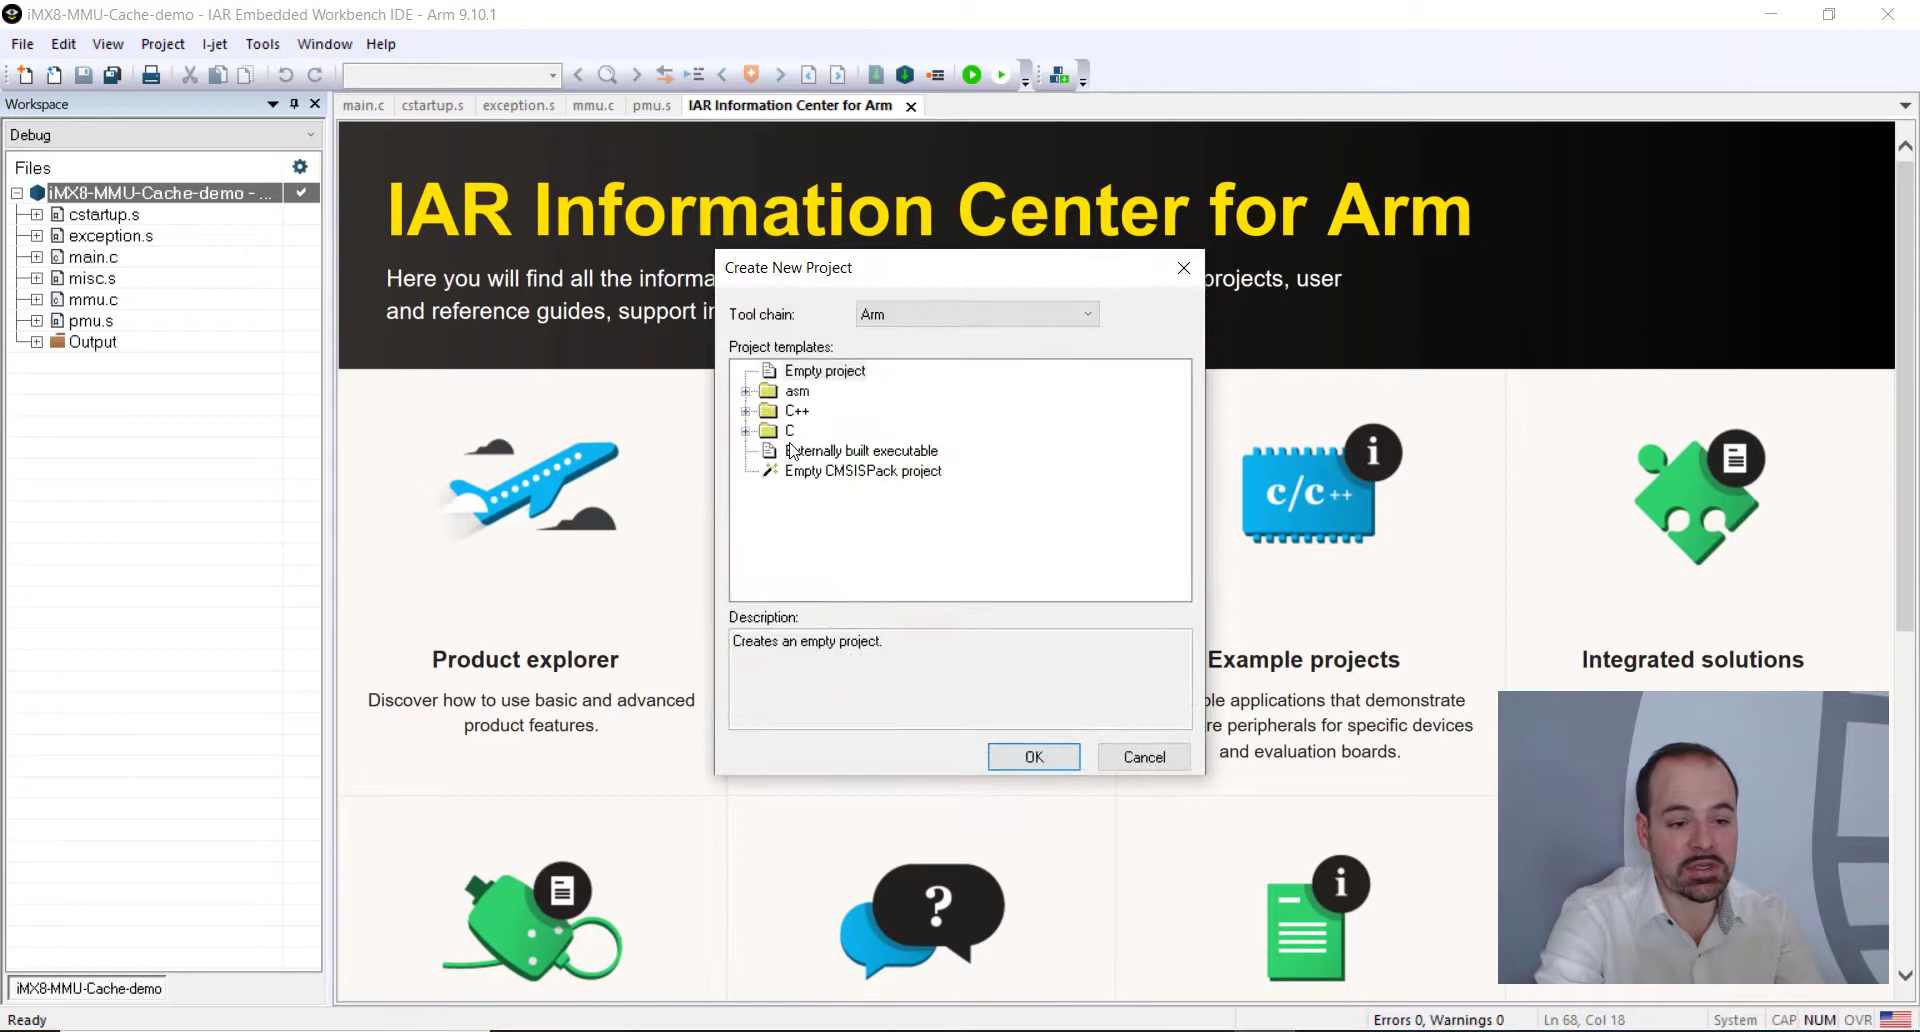 iMX8-MMU-Cache-demo - IAR Embedded Workbench IDE - Arm 9.10.1
File Edit View Project I-jet Tools Window Help
Workspace
main.c cstartup.s exception.s mmu.c pmu.s IAR Information Center for Arm
Debug
Files
iMX8-MMU-Cache-demo - ...
cstartup.s
exception.s
main.c
misc.s
mmu.c
pmu.s
Output
iMX8-MMU-Cache-demo
IAR Information Center for Arm
Here you will find all the informa
projects, user
and reference guides, support in
Create New Project
Tool chain: Arm
Project templates:
Empty project
asm
C++
C
Externally built executable
Empty CMSISPack project
Description:
Creates an empty project.
OK Cancel
c/c++
i
Product explorer
Discover how to use basic and advanced
product features.
Example projects
ple applications that demonstrate
re peripherals for specific devices
and evaluation boards.
Integrated solutions
?
i
Ready
Errors 0, Warnings 0 Ln 68, Col 18 System CAP NUM OVR